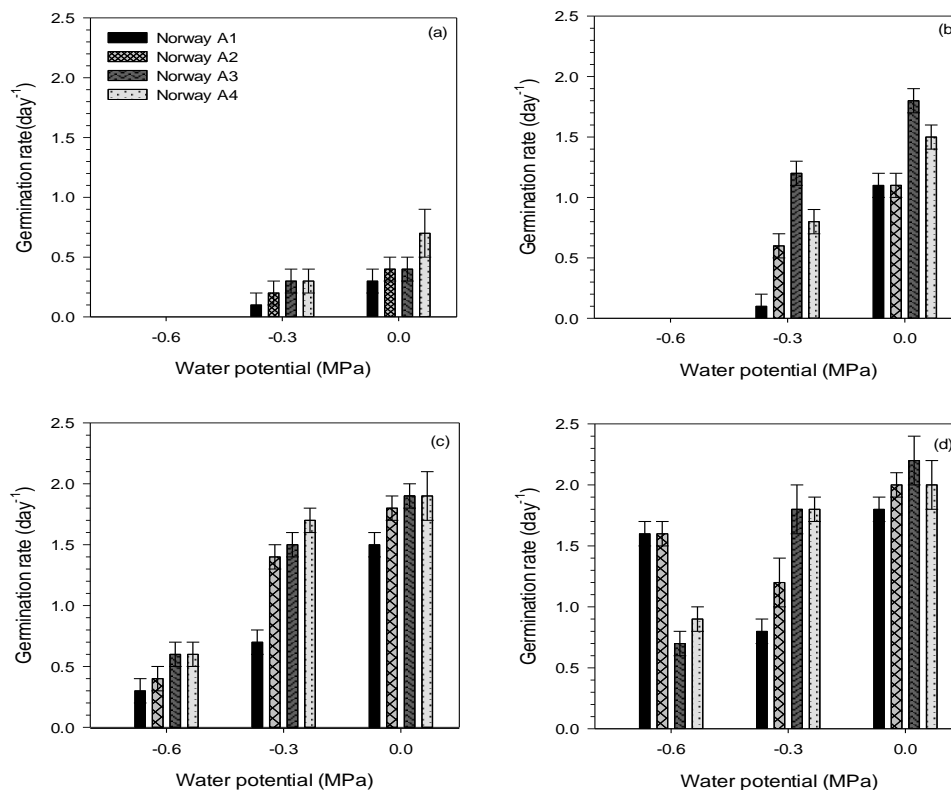 2.5
2.0
1.5
1.0
0.5
0.0
Germination rate(day-1)
(a)
Norway A1
Norway A2
Norway A3
Norway A4
-0.6
-0.3
0.0
Water potential (MPa)
2.5
2.0
1.5
1.0
0.5
0.0
Germination rate (day-1)
(b
-0.6
-0.3
0.0
Water potential (MPa)
2.5
2.0
1.5
1.0
0.5
0.0
Germination rate (day-1)
(c)
-0.6
-0.3
0.0
Water potential (MPa)
2.5
2.0
1.5
1.0
0.5
0.0
Germination rate (day-1)
(d)
-0.6
-0.3
0.0
Water potential (MPa)